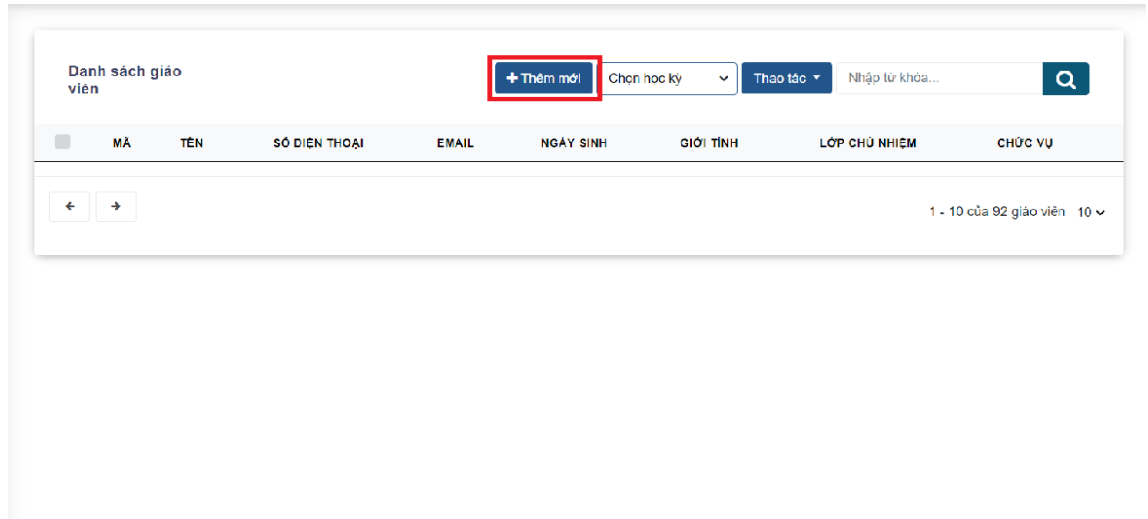 Danh sách giáo
viên
Thêm mới
Chọn học kỳ
Thao tác
Nhập từ khóa...
MÃ TÊN SỐ ĐIỆN THOẠI EMAIL NGÀY SINH GIỚI TÍNH LỚP CHỦ NHIỆM CHỨC VỤ
1 - 10 của 92 giáo viên 10